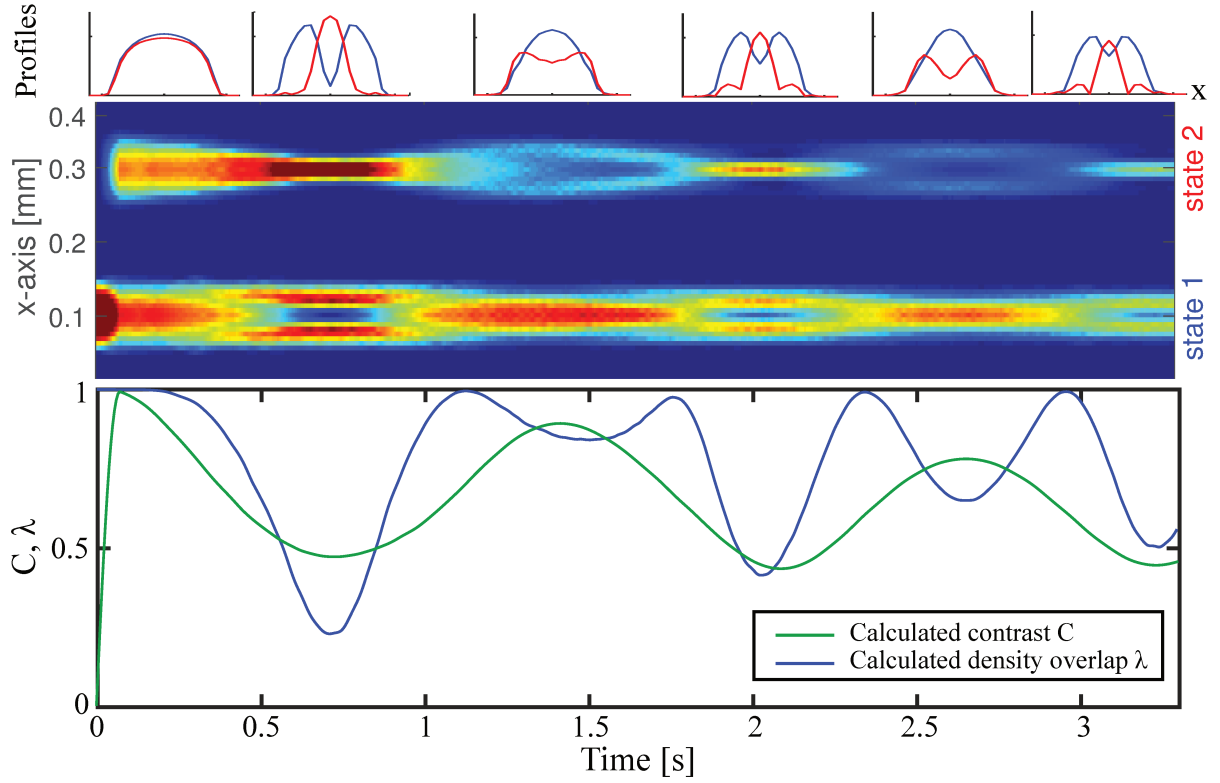 Profiles
x
0.4
0.3
0.2
0.1
x-axis [mm]
state 2
state 1
1
0.5
0
C, λ
Calculated contrast C
Calculated density overlap λ
0 0.5 1 1.5 2 2.5 3
Time [s]